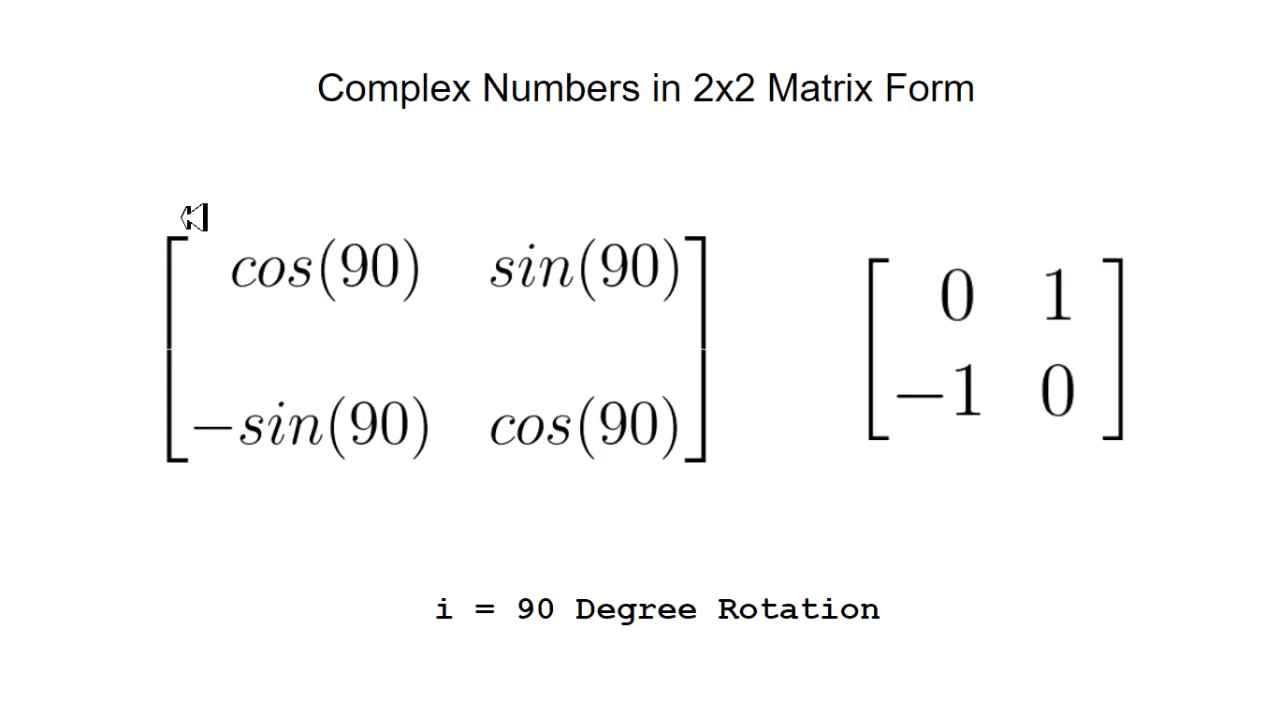 Complex Numbers in 2x2 Matrix Form
cos(90) sin(90)
−sin(90) cos(90)
0 1
−1 0
i = 90 Degree Rotation